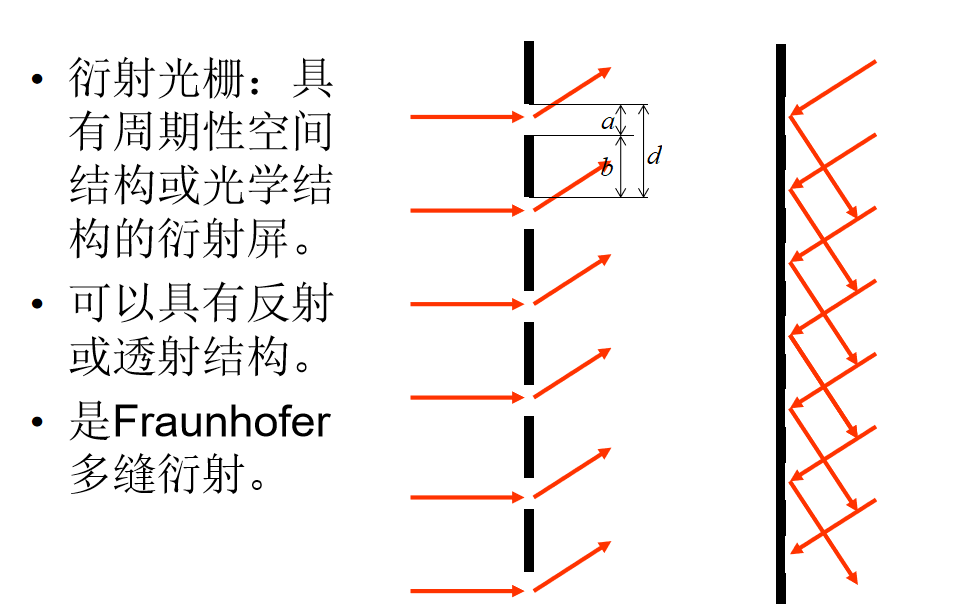 • 衍射光栅：具
有周期性空间
结构或光学结
构的衍射屏。
• 可以具有反射
或透射结构。
• 是Fraunhofer
多缝衍射。
a
b
d